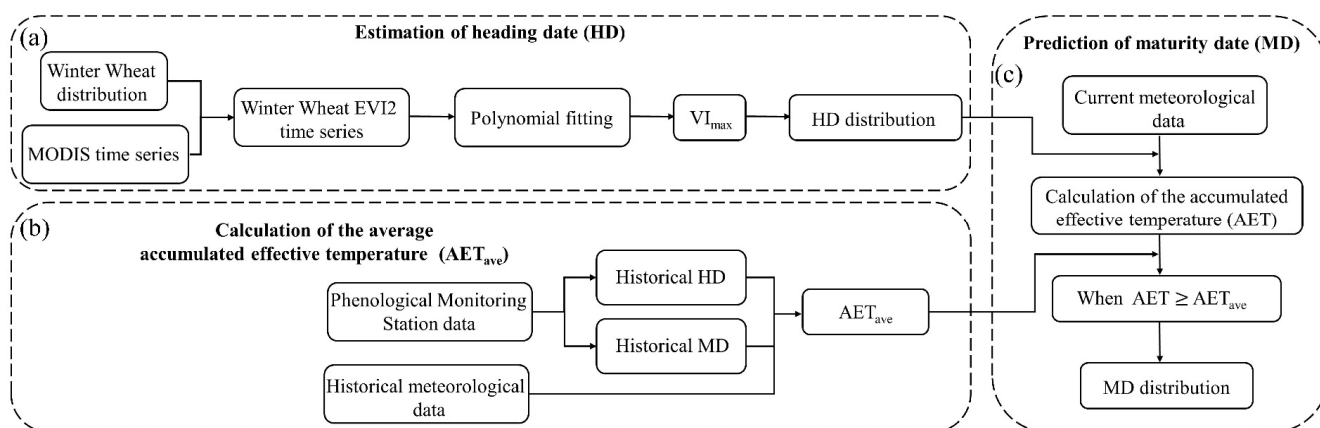 (a)
Estimation of heading date (HD)
Winter Wheat
distribution
MODIS time series
Winter Wheat EVI2
time series
Polynomial fitting
VImax
HD distribution
(b)
Calculation of the average
accumulated effective temperature (AETave)
Phenological Monitoring
Station data
Historical meteorological
data
Historical HD
Historical MD
AETave
Prediction of maturity date (MD)
(c)
Current meteorological
data
Calculation of the accumulated
effective temperature (AET)
When AET ≥ AETave
MD distribution